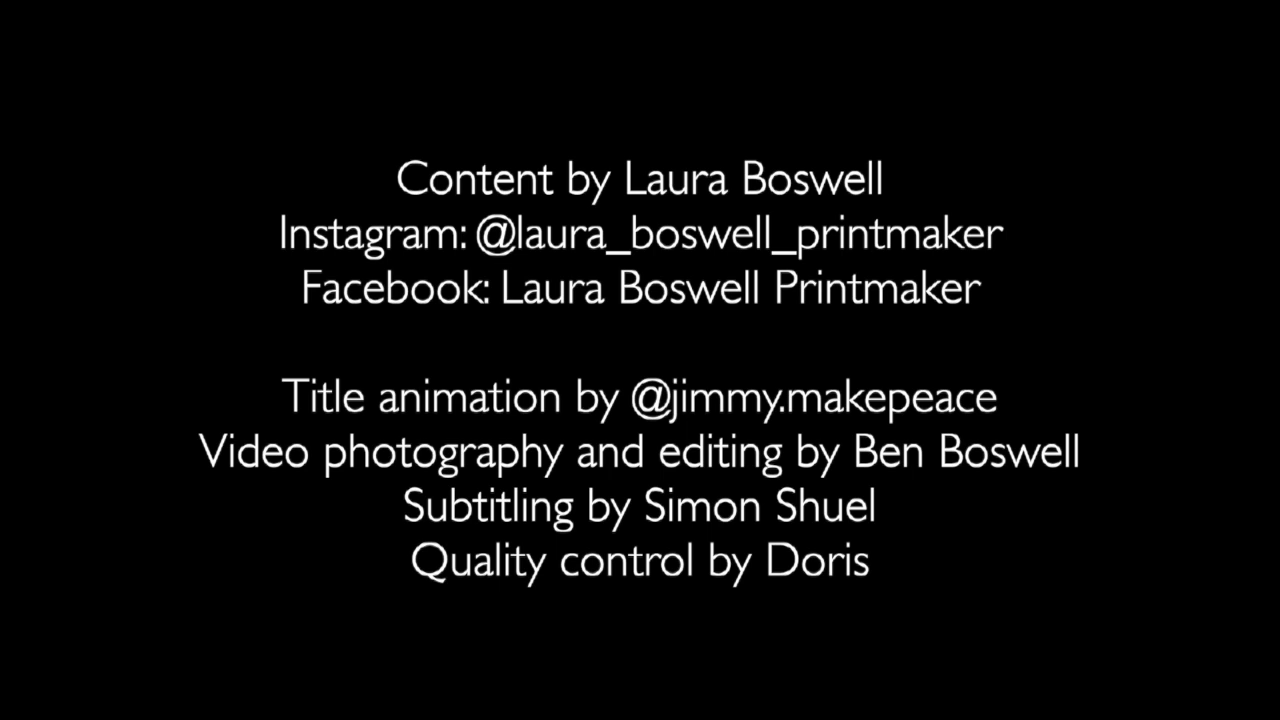 Content by Laura Boswell
Instagram: @laura_boswell_printmaker
Facebook: Laura Boswell Printmaker
Title animation by @jimmy.makepeace
Video photography and editing by Ben Boswell
Subtitling by Simon Shuel
Quality control by Doris